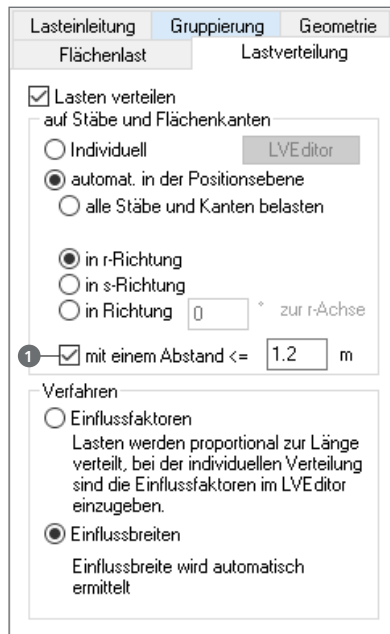 Lasteinleitung Gruppierung Geometrie
Flächenlast Lastverteilung
Lasten verteilen
auf Stäbe und Flächenkanten
Individuell LVEditor
automat. in der Positionsebene
alle Stäbe und Kanten belasten
in r-Richtung
in s-Richtung
in Richtung 0 ° zur r-Achse
1 mit einem Abstand <= 1.2 m
Verfahren
Einflussfaktoren
Lasten werden proportional zur Länge
verteilt, bei der individuellen Verteilung
sind die Einflussfaktoren im LVEditor
einzugeben.
Einflussbreiten
Einflussbreite wird automatisch
ermittelt